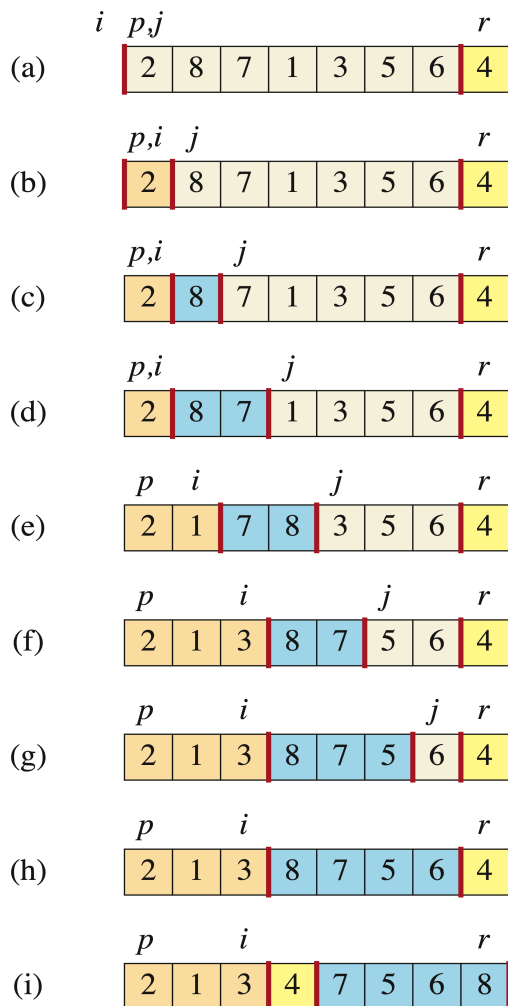 i p,j r
(a) 2 8 7 1 3 5 6 4
p,i j r
(b) 2 8 7 1 3 5 6 4
p,i j r
(c) 2 8 7 1 3 5 6 4
p,i j r
(d) 2 8 7 1 3 5 6 4
p i j r
(e) 2 1 7 8 3 5 6 4
p i j r
(f) 2 1 3 8 7 5 6 4
p i j r
(g) 2 1 3 8 7 5 6 4
p i r
(h) 2 1 3 8 7 5 6 4
p i r
(i) 2 1 3 4 7 5 6 8